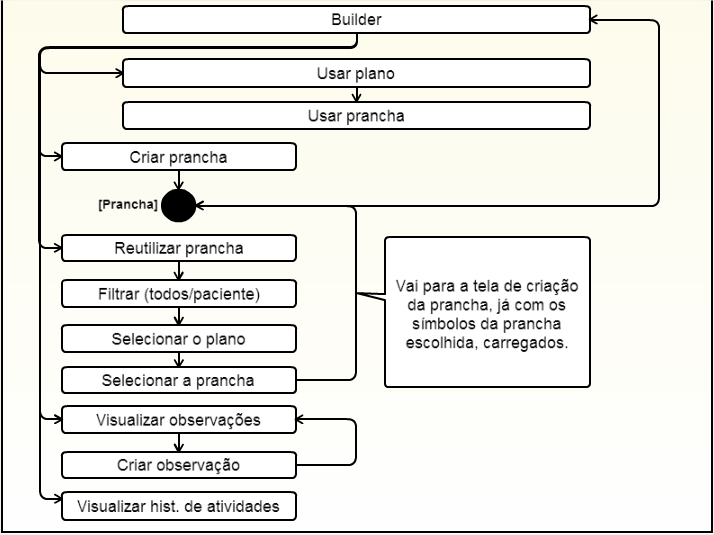 Builder
Usar plano
Usar prancha
Criar prancha
[Prancha]
Reutilizar prancha
Filtrar (todos/paciente)
Selecionar o plano
Selecionar a prancha
Vai para a tela de criação
da prancha, já com os
símbolos da prancha
escolhida, carregados.
Visualizar observações
Criar observação
Visualizar hist. de atividades